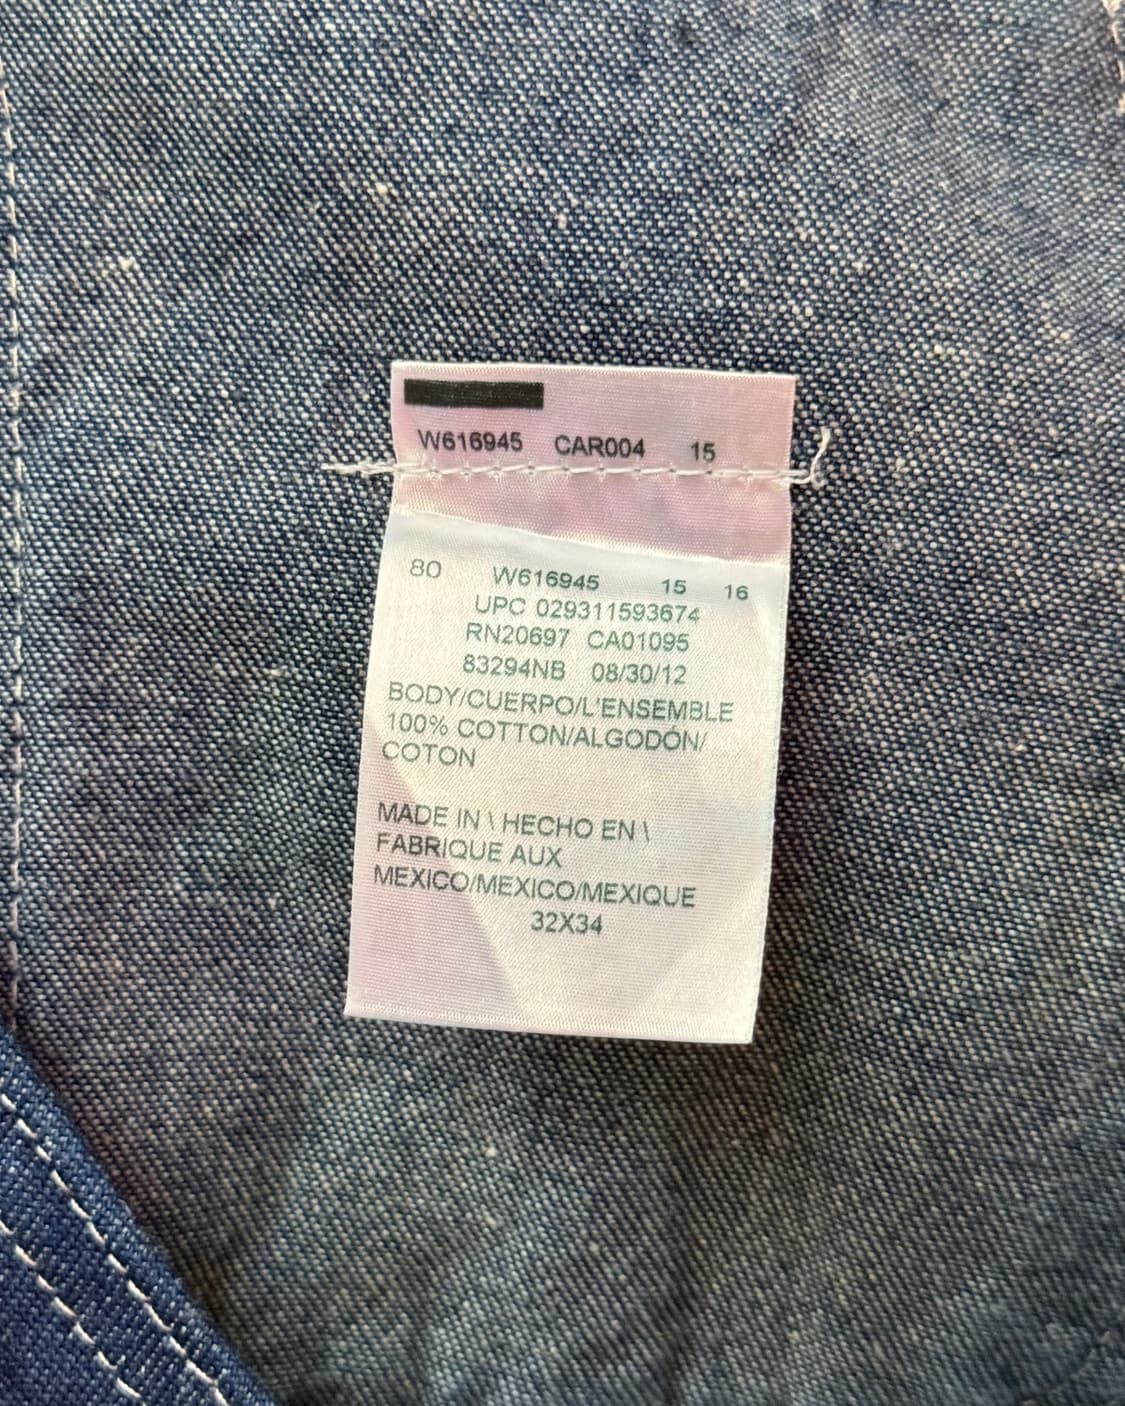 W616945 CAR004 15
80 W616945 15 16
UPC 029311593674
RN20697 CA01095
83294NB 08/30/12
BODY/CUERPO/L'ENSEMBLE
100% COTTON/ALGODÓN/
COTON
MADE IN \ HECHO EN \
FABRIQUE AUX
MEXICO/MEXICO/MEXIQUE
32X34